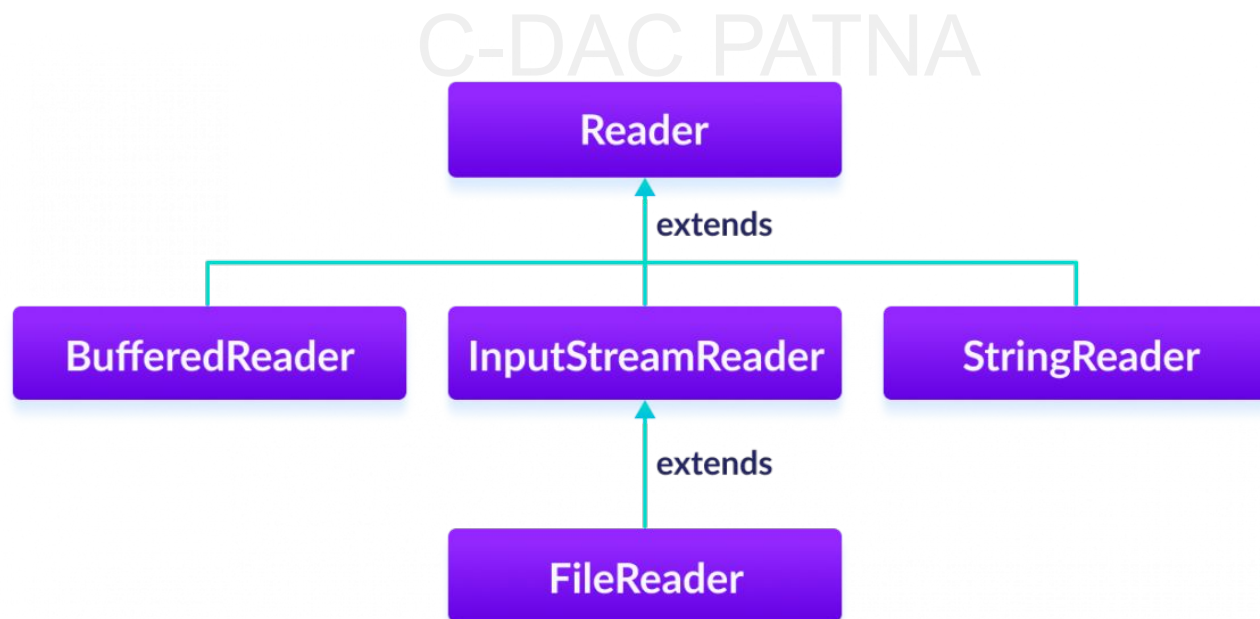 C-DAC PATNA
Reader
extends
BufferedReader
InputStreamReader
StringReader
extends
FileReader